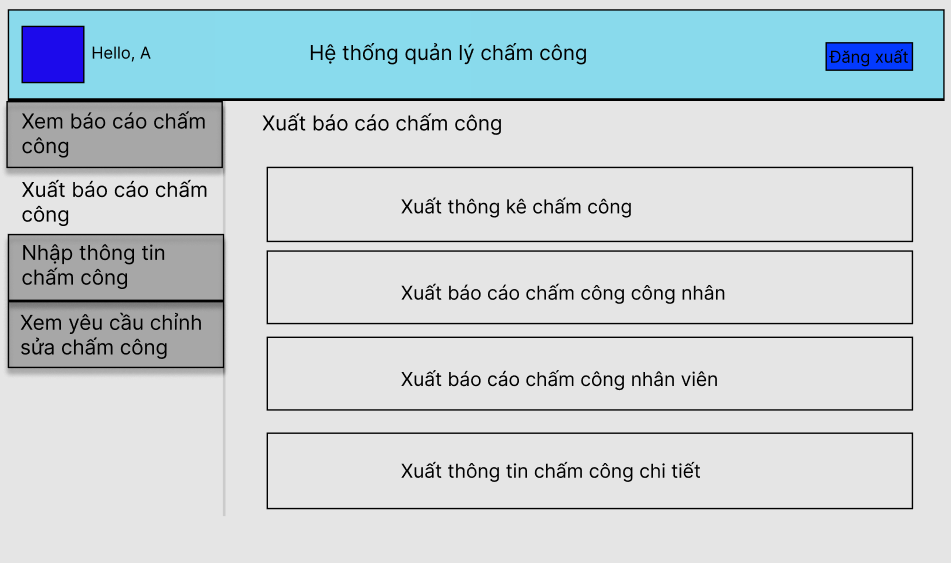 Hello, A
Hệ thống quản lý chấm công
Đăng xuất
Xem báo cáo chấm
công
Xuất báo cáo chấm
công
Nhập thông tin
chấm công
Xem yêu cầu chỉnh
sửa chấm công
Xuất báo cáo chấm công
Xuất thông kê chấm công
Xuất báo cáo chấm công công nhân
Xuất báo cáo chấm công nhân viên
Xuất thông tin chấm công chi tiết